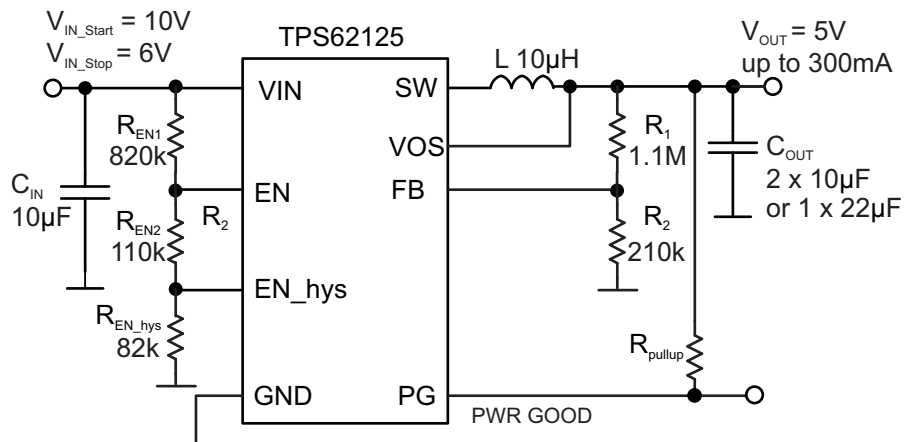 V_IN_Start = 10V
V_IN_Stop = 6V
TPS62125
L 10µH
V_OUT = 5V
up to 300mA
VIN
SW
R_EN1
820k
VOS
R_1
1.1M
C_IN
10µF
EN
FB
C_OUT
2 x 10µF
or 1 x 22µF
R_2
R_EN2
110k
R_2
210k
EN_hys
R_EN_hys
82k
R_pullup
GND
PG
PWR GOOD